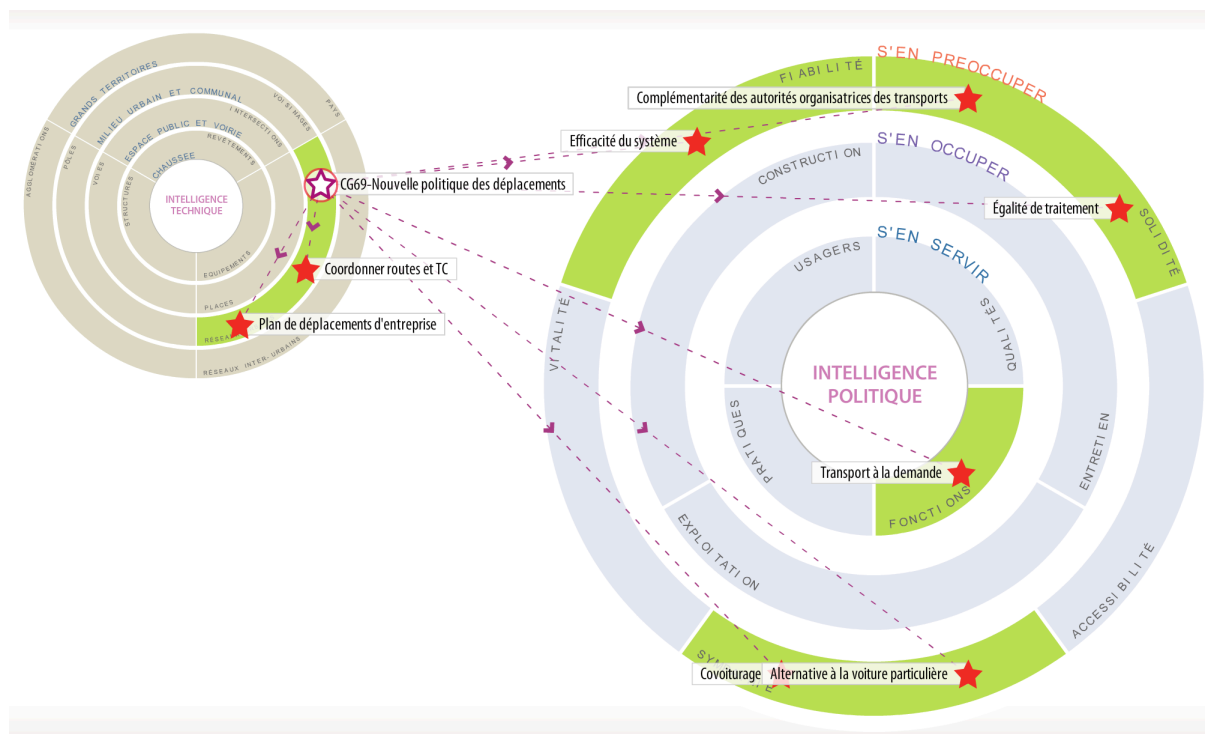 GRANDS TERRITOIRES
MILIEU URBAIN ET COMMUNAL
ESPACE PUBLIC ET VOIRIE
CHAUSSEE
AGGLOMERATIONS
PÔLES
VOIES
STRUCTURES
REVÊTEMENTS
INTERSECTIONS
VOISINAGES
PAYS
INTELLIGENCE
TECHNIQUE
EQUIPEMENTS
PLACES
RÉSEAUX INTER-URBAINS
CG69-Nouvelle politique des déplacements
Coordonner routes et TC
Plan de déplacements d'entreprise
S'EN PREOCCUPER
FIABILITÉ
Complémentarité des autorités organisatrices des transports
Efficacité du système
S'EN OCCUPER
CONSTRUCTION
Égalité de traitement
SOLIDITÉ
S'EN SERVIR
USAGERS
QUALITÉS
VITALITÉ
INTELLIGENCE
POLITIQUE
PRATIQUES
ENTRETIEN
Transport à la demande
FONCTIONS
EXPLOITATION
ACCESSIBILITÉ
Covoiturage
Alternative à la voiture particulière